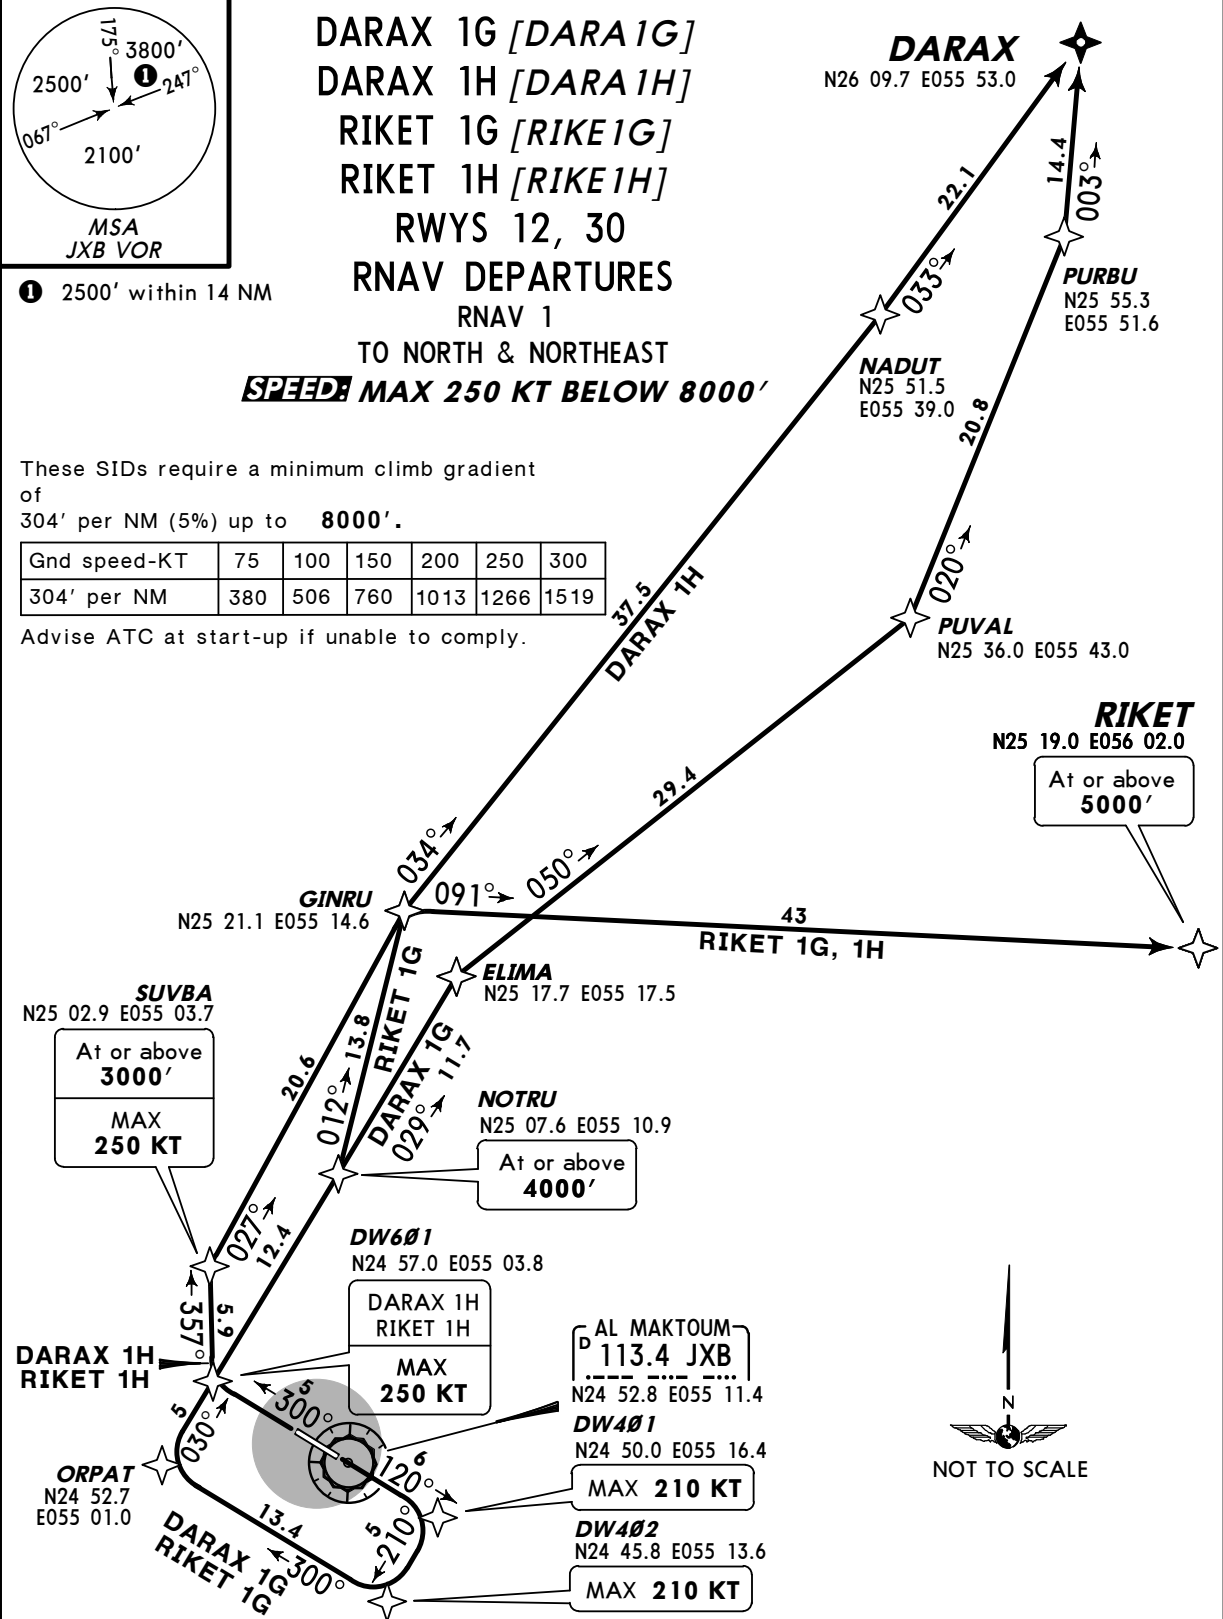 175°
3800'
2500'
1
247°
067°
2100'
MSA
JXB VOR
1 2500' within 14 NM
DARAX 1G [DARA1G]
DARAX 1H [DARA1H]
RIKET 1G [RIKE1G]
RIKET 1H [RIKE1H]
RWYS 12, 30
RNAV DEPARTURES
RNAV 1
TO NORTH & NORTHEAST
SPEED: MAX 250 KT BELOW 8000'
These SIDs require a minimum climb gradient
of
304' per NM (5%) up to 8000'.
Gnd speed-KT 75 100 150 200 250 300
304' per NM 380 506 760 1013 1266 1519
Advise ATC at start-up if unable to comply.
DARAX
N26 09.7 E055 53.0
22.1
14.4
003°
033°
PURBU
N25 55.3
E055 51.6
NADUT
N25 51.5
E055 39.0
20.8
020°
37.5
DARAX 1H
PUVAL
N25 36.0 E055 43.0
RIKET
N25 19.0 E056 02.0
At or above
5000'
29.4
034°
091°
050°
43
RIKET 1G, 1H
GINRU
N25 21.1 E055 14.6
ELIMA
N25 17.7 E055 17.5
SUVBA
N25 02.9 E055 03.7
At or above
3000'
MAX
250 KT
20.6
13.8
RIKET 1G
012°
DARAX 1G
11.7
029°
NOTRU
N25 07.6 E055 10.9
At or above
4000'
027°
12.4
DW6Ø1
N24 57.0 E055 03.8
DARAX 1H
RIKET 1H
MAX
250 KT
357°
5.9
DARAX 1H
RIKET 1H
AL MAKTOUM
D 113.4 JXB
N24 52.8 E055 11.4
DW4Ø1
N24 50.0 E055 16.4
MAX 210 KT
DW4Ø2
N24 45.8 E055 13.6
MAX 210 KT
5
300°
5
030°
6
120°
5
210°
ORPAT
N24 52.7
E055 01.0
13.4
300°
DARAX 1G
RIKET 1G
N
NOT TO SCALE